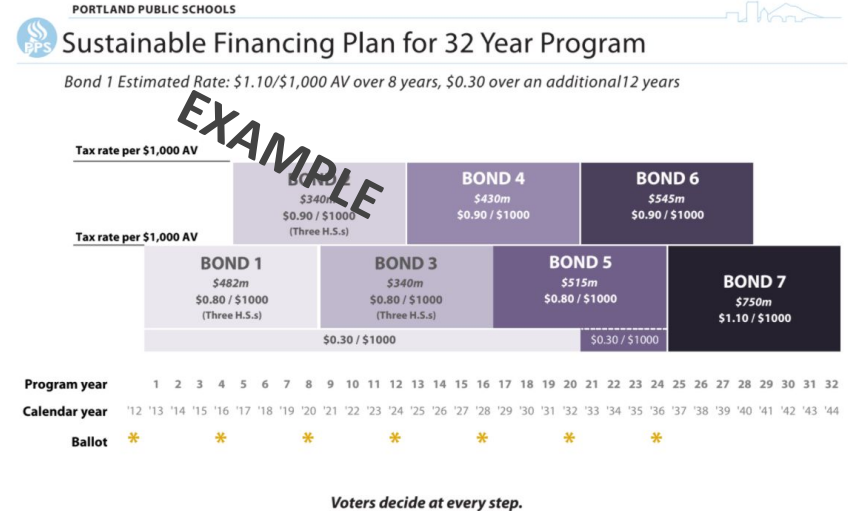 PORTLAND PUBLIC SCHOOLS
PPS
Sustainable Financing Plan for 32 Year Program
Bond 1 Estimated Rate: $1.10/$1,000 AV over 8 years, $0.30 over an additional12 years
EXAMPLE
Tax rate per $1,000 AV
BOND 2
$340m
$0.90 / $1000
(Three H.S.s)
BOND 4
$430m
$0.90 / $1000
BOND 6
$545m
$0.90 / $1000
Tax rate per $1,000 AV
BOND 1
$482m
$0.80 / $1000
(Three H.S.s)
BOND 3
$340m
$0.80 / $1000
(Three H.S.s)
BOND 5
$515m
$0.80 / $1000
BOND 7
$750m
$1.10 / $1000
$0.30 / $1000
$0.30 / $1000
Program year 1 2 3 4 5 6 7 8 9 10 11 12 13 14 15 16 17 18 19 20 21 22 23 24 25 26 27 28 29 30 31 32
Calendar year '12 '13 '14 '15 '16 '17 '18 '19 '20 '21 '22 '23 '24 '25 '26 '27 '28 '29 '30 '31 '32 '33 '34 '35 '36 '37 '38 '39 '40 '41 '42 '43 '44
Ballot * * * * * * *
Voters decide at every step.